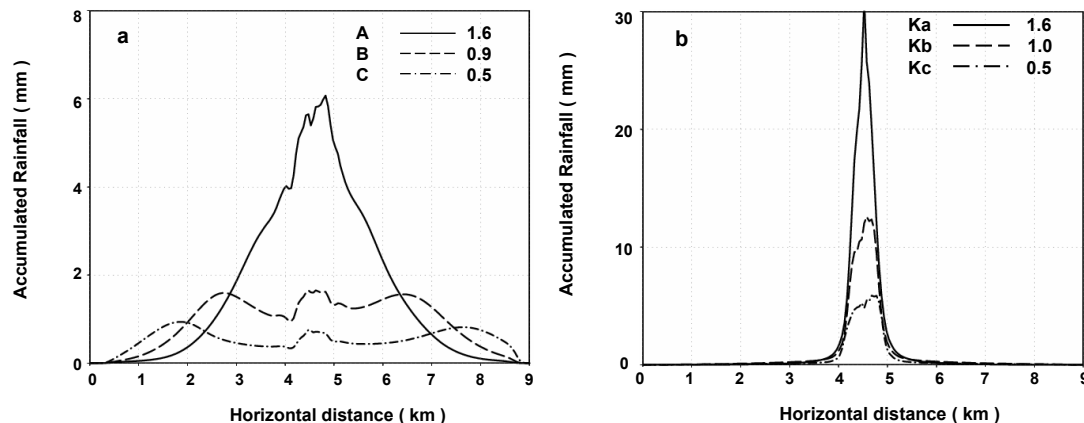 a
A 1.6
B 0.9
C 0.5
Accumulated Rainfall ( mm )
8
6
4
2
0
0 1 2 3 4 5 6 7 8 9
Horizontal distance ( km )
b
Ka 1.6
Kb 1.0
Kc 0.5
Accumulated Rainfall ( mm )
30
20
10
0
0 1 2 3 4 5 6 7 8 9
Horizontal distance ( km )